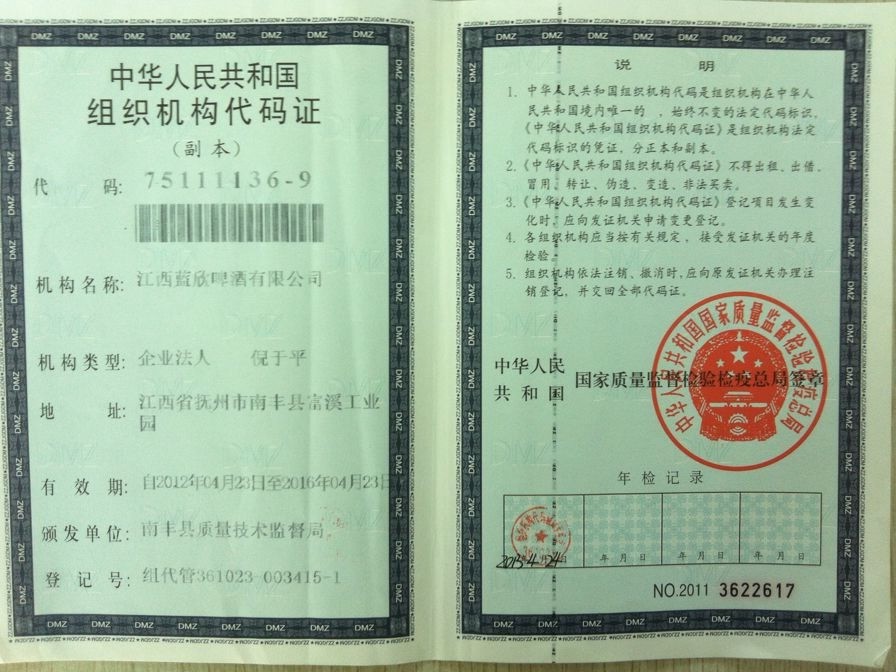 中华人民共和国
组织机构代码证
(副本)
代 码: 75111136-9
机构名称: 江西蓝欣啤酒有限公司
机构类型: 企业法人 倪于平
地 址: 江西省抚州市南丰县富溪工业
园
有 效 期: 自2012年04月23日至2016年04月23日
颁发单位: 南丰县质量技术监督局
登 记 号: 组代管361023-003415-1
说 明
1. 中华人民共和国组织机构代码是组织机构在中华人
民共和国境内唯一的 , 始终不变的法定代码标识,
《中华人民共和国组织机构代码证》是组织机构法定
代码标识的凭证, 分正本和副本。
2.《中华人民共和国组织机构代码证》不得出租、出借、
冒用、转让、伪造、变造、非法买卖。
3.《中华人民共和国组织机构代码证》登记项目发生变
化时, 应向发证机关申请变更登记。
4. 各组织机构应当按有关规定, 接受发证机关的年度
检验。
5. 组织机构依法注销、撤消时, 应向原发证机关办理注
销登记, 并交回全部代码证。
中华人民
共 和 国 国家质量监督检验检疫总局签章
中华人民共和国国家质量监督检验检疫总局
年检记录
2013-4-24
年 月 日 年 月 日 年 月 日
NO.2011 3622617